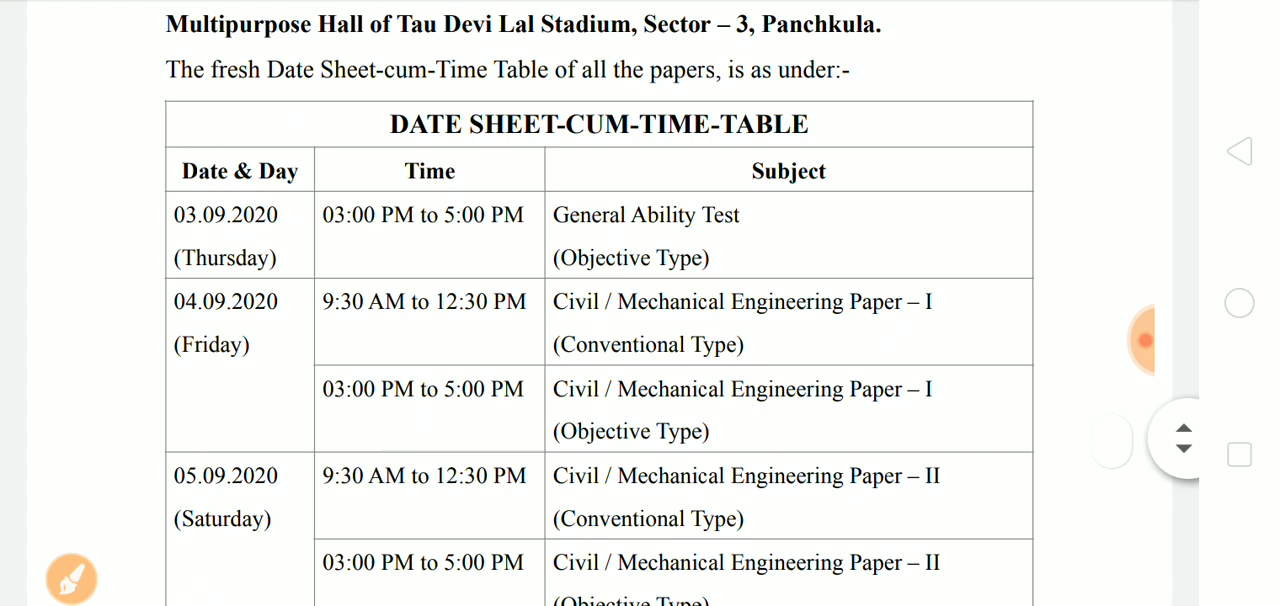 Multipurpose Hall of Tau Devi Lal Stadium, Sector – 3, Panchkula.
The fresh Date Sheet-cum-Time Table of all the papers, is as under:-
DATE SHEET-CUM-TIME-TABLE
Date & Day Time Subject
03.09.2020 03:00 PM to 5:00 PM General Ability Test
(Thursday) (Objective Type)
04.09.2020 9:30 AM to 12:30 PM Civil / Mechanical Engineering Paper – I
(Friday) (Conventional Type)
03:00 PM to 5:00 PM Civil / Mechanical Engineering Paper – I
(Objective Type)
05.09.2020 9:30 AM to 12:30 PM Civil / Mechanical Engineering Paper – II
(Saturday) (Conventional Type)
03:00 PM to 5:00 PM Civil / Mechanical Engineering Paper – II
(Objective Type)